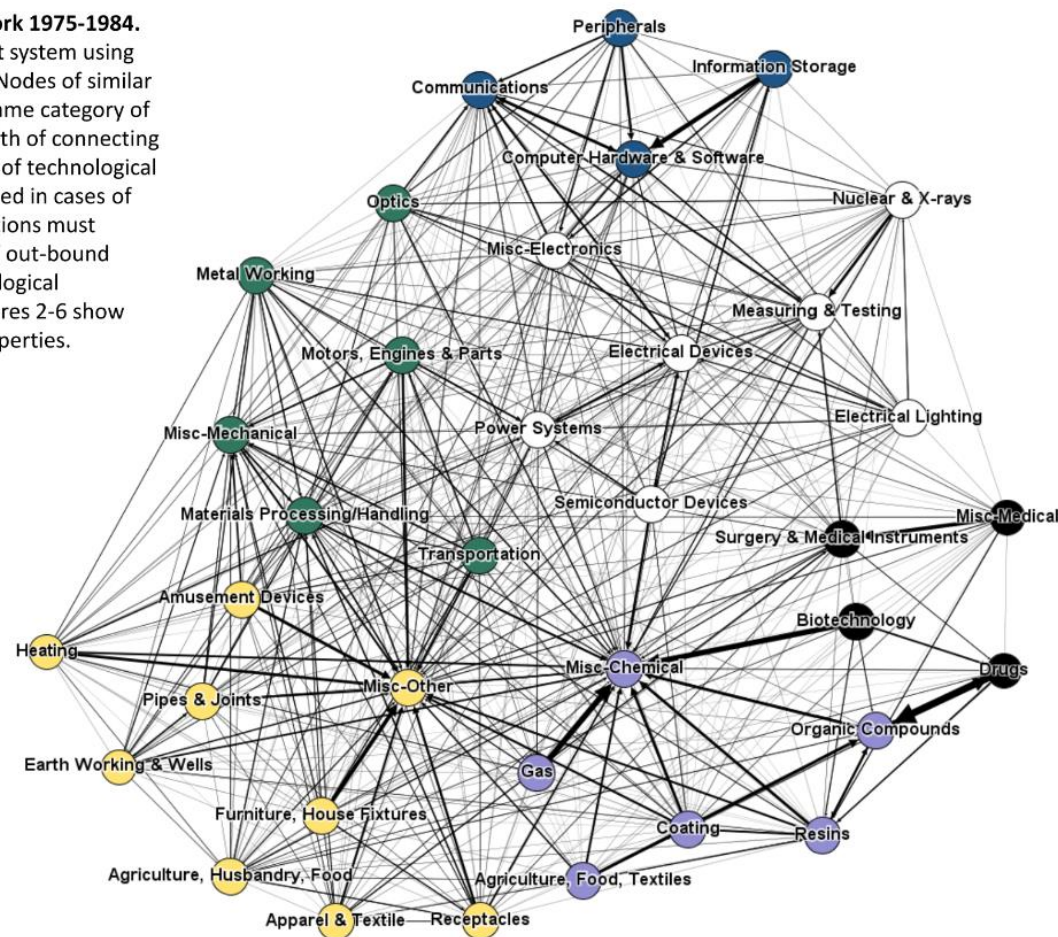 ork 1975-1984.
t system using
Nodes of similar
ame category of
th of connecting
of technological
ed in cases of
tions must
out-bound
logical
res 2-6 show
perties.
Peripherals
Information Storage
Communications
Computer Hardware & Software
Nuclear & X-rays
Optics
Misc-Electronics
Metal Working
Measuring & Testing
Motors, Engines & Parts
Electrical Devices
Electrical Lighting
Power Systems
Misc-Mechanical
Semiconductor Devices
Materials Processing/Handling
Misc-Medical
Surgery & Medical Instruments
Transportation
Amusement Devices
Biotechnology
Heating
Misc-Chemical
Drugs
Misc-Other
Pipes & Joints
Organic Compounds
Earth Working & Wells
Gas
Furniture, House Fixtures
Coating
Resins
Agriculture, Husbandry, Food
Agriculture, Food, Textiles
Apparel & Textile
Receptacles